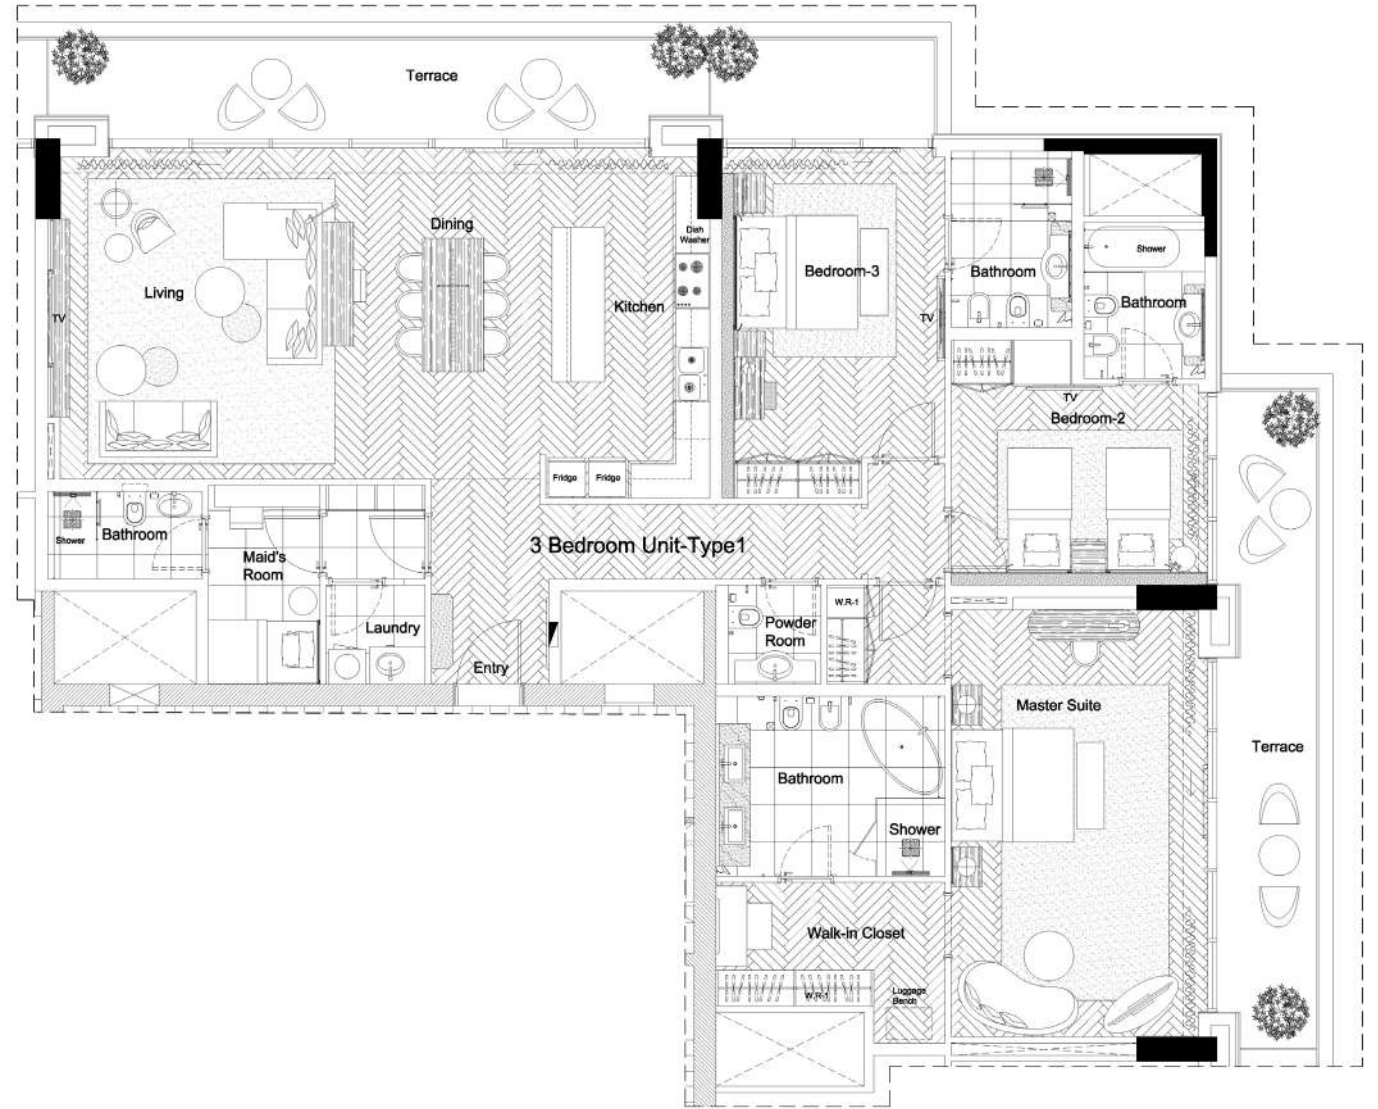 Terrace
Dining
Dish
Washer
Living
Kitchen
TV
Bedroom-3
TV
Bathroom
Shower
Bathroom
TV
Bedroom-2
Fridge
Fridge
Shower
Bathroom
Maid's
Room
3 Bedroom Unit-Type1
Laundry
Entry
Powder
Room
W.R-1
Master Suite
Terrace
Bathroom
Shower
Walk-in Closet
W.R-1
Luggage
Bench